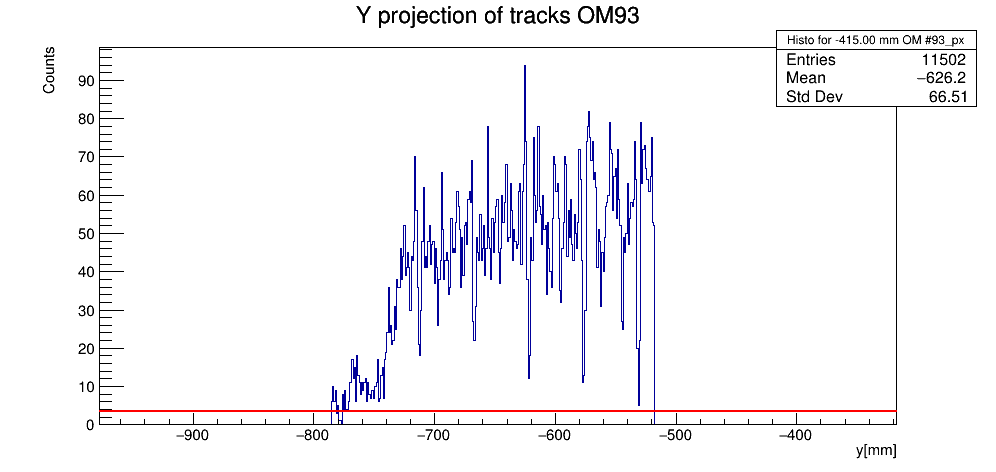 Y projection of tracks OM93
Histo for -415.00 mm OM #93_px
Entries 11502
Mean −626.2
Std Dev 66.51
Counts
90
80
70
60
50
40
30
20
10
0
−900 −800 −700 −600 −500 −400
y[mm]